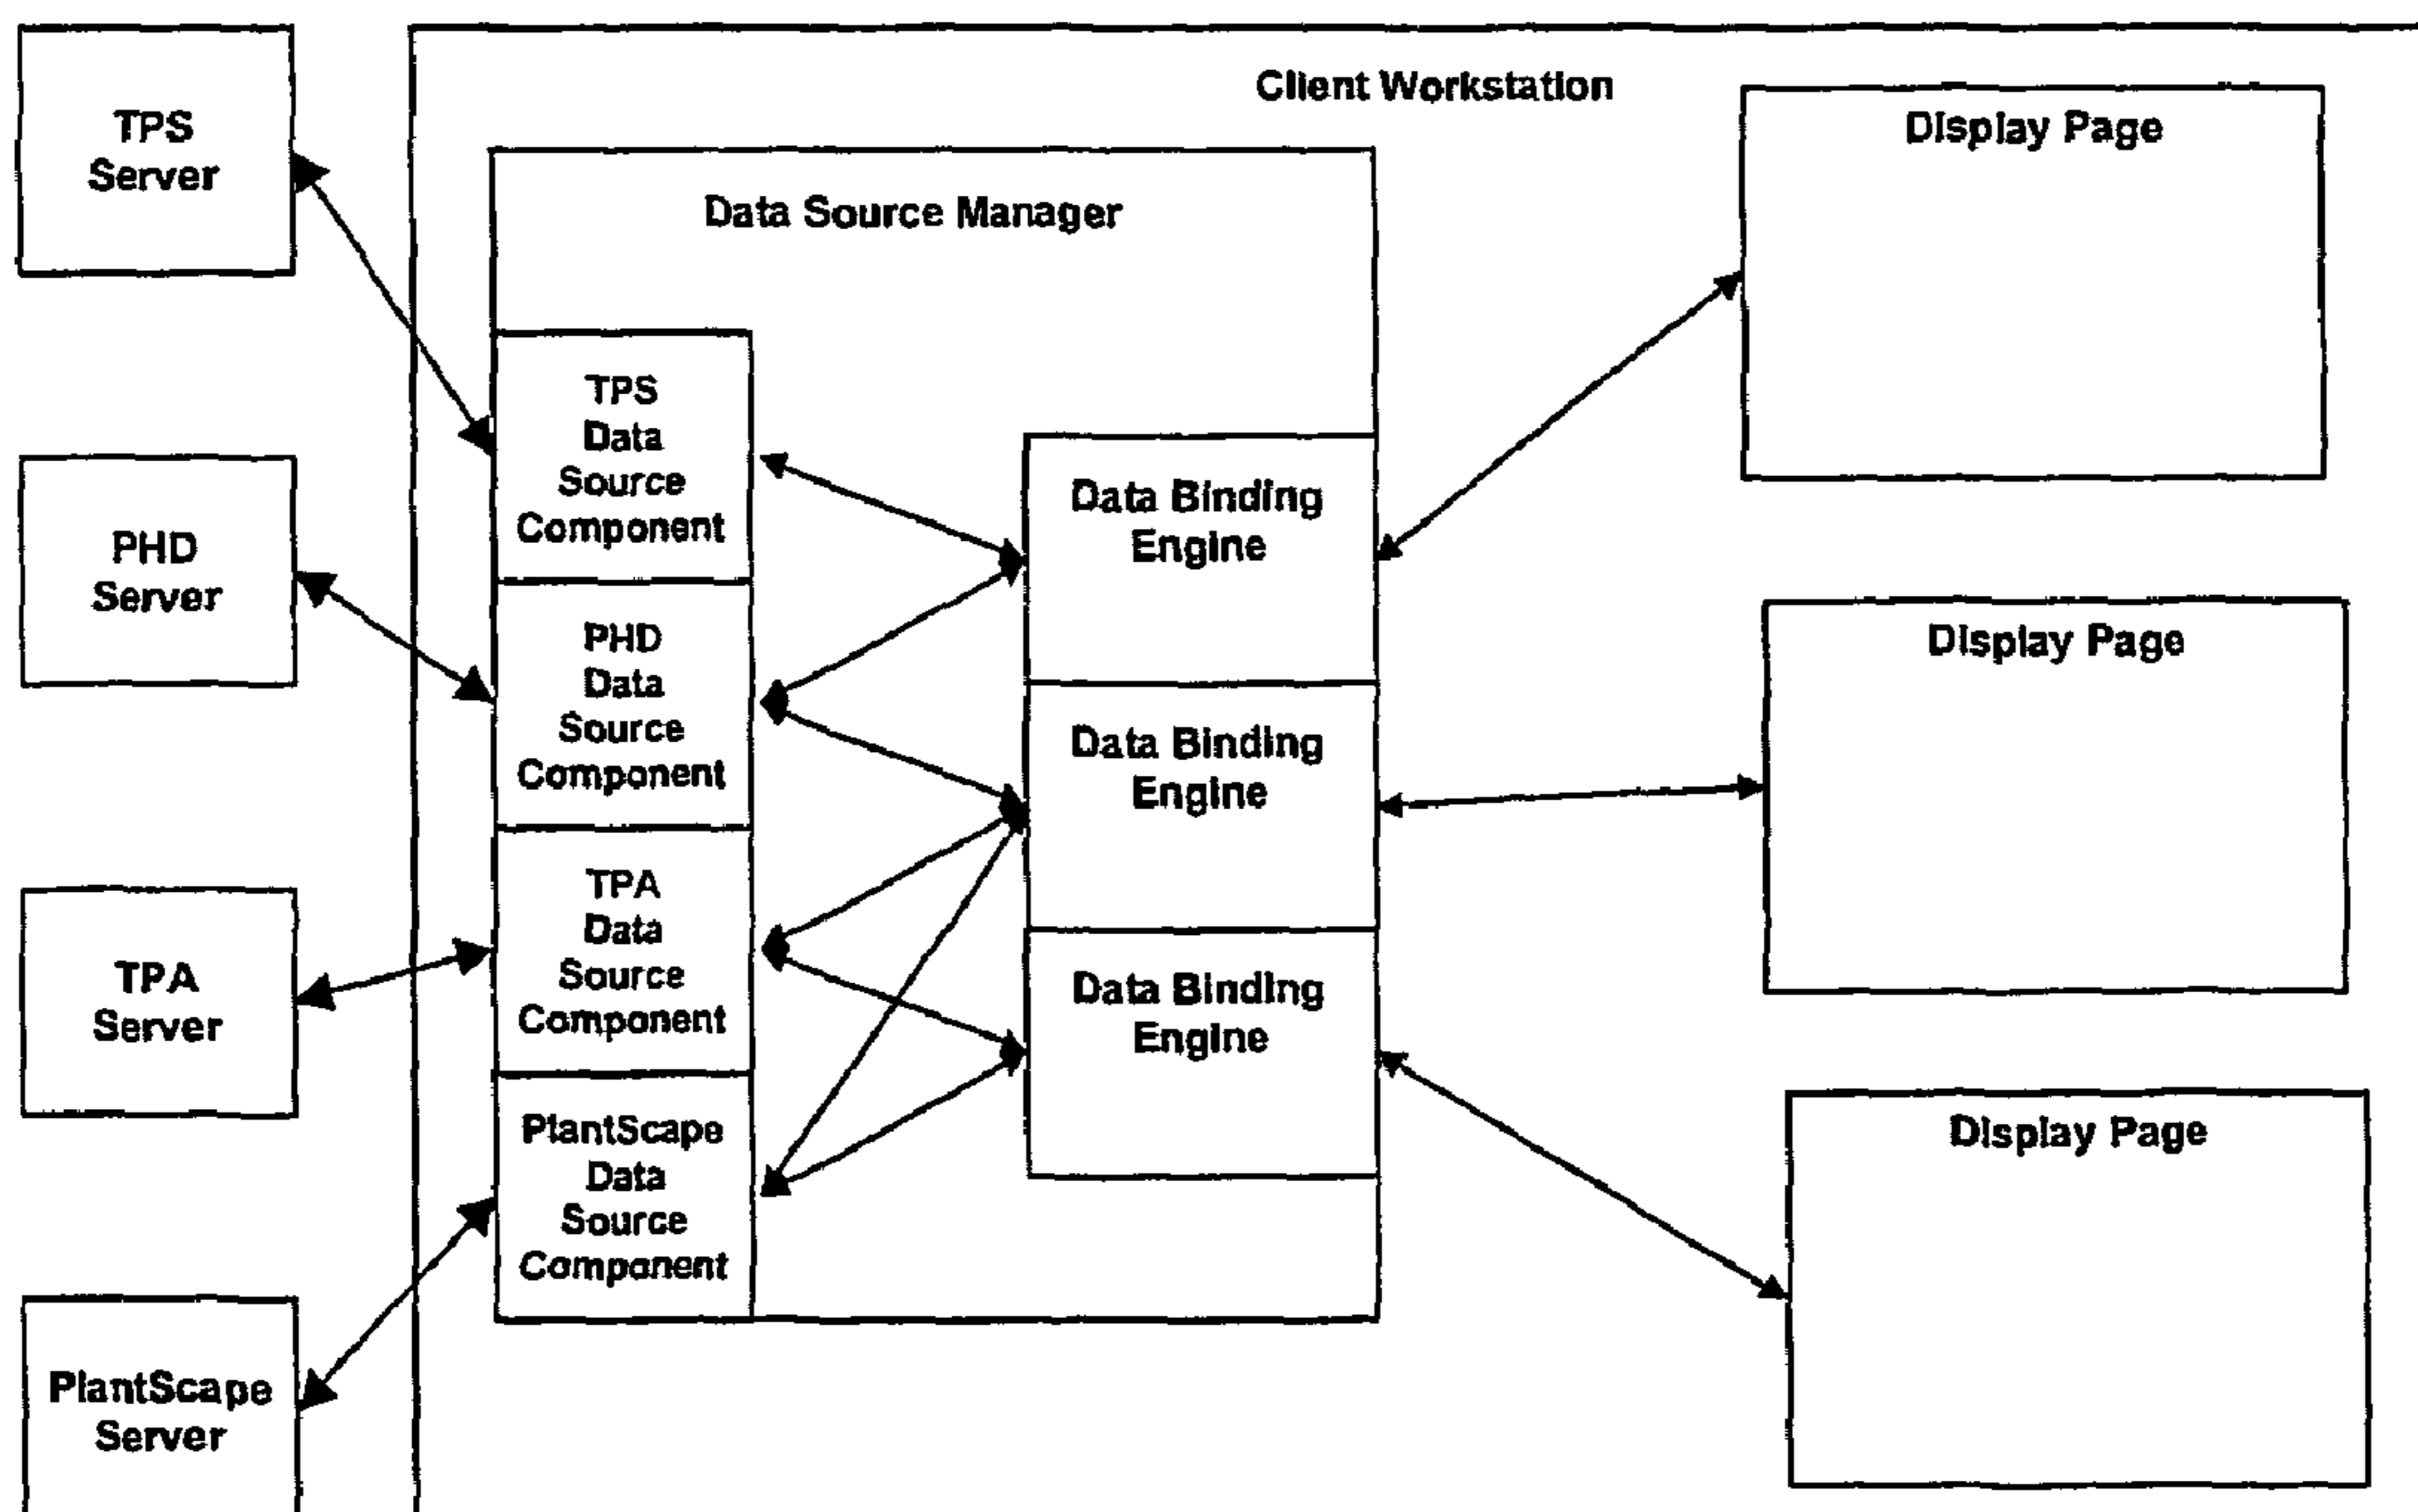 Client Workstation
TPS
Server
PHD
Server
TPA
Server
PlantScape
Server
Data Source Manager
TPS
Data
Source
Component
PHD
Data
Source
Component
TPA
Data
Source
Component
PlantScape
Data
Source
Component
Data Binding
Engine
Data Binding
Engine
Data Binding
Engine
Display Page
Display Page
Display Page